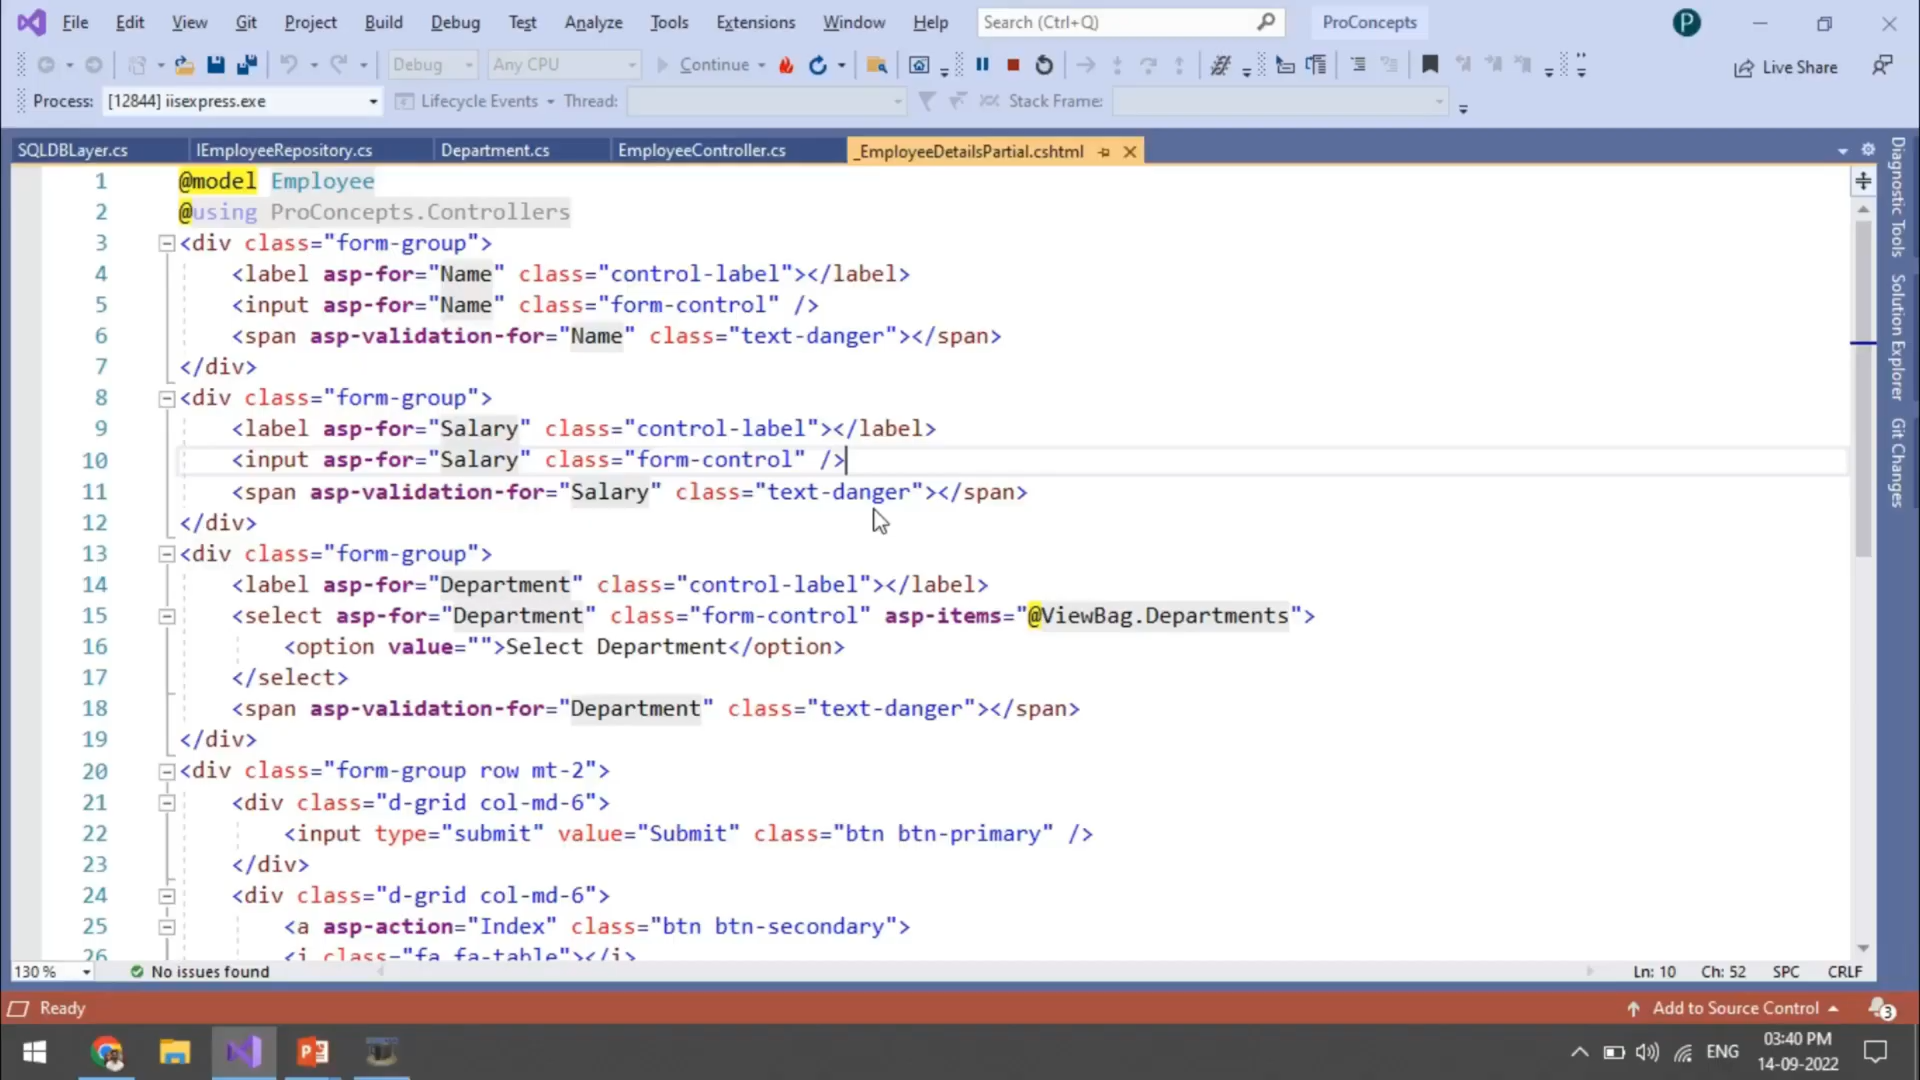 File Edit View Git Project Build Debug Test Analyze Tools Extensions Window Help Search (Ctrl+Q) ProConcepts P
Debug Any CPU Continue Live Share
Process: [12844] iisexpress.exe Lifecycle Events Thread: Stack Frame:
SQLDBLayer.cs IEmployeeRepository.cs Department.cs EmployeeController.cs _EmployeeDetailsPartial.cshtml
1 @model Employee
2 @using ProConcepts.Controllers
3 <div class="form-group">
4 <label asp-for="Name" class="control-label"></label>
5 <input asp-for="Name" class="form-control" />
6 <span asp-validation-for="Name" class="text-danger"></span>
7 </div>
8 <div class="form-group">
9 <label asp-for="Salary" class="control-label"></label>
10 <input asp-for="Salary" class="form-control" />
11 <span asp-validation-for="Salary" class="text-danger"></span>
12 </div>
13 <div class="form-group">
14 <label asp-for="Department" class="control-label"></label>
15 <select asp-for="Department" class="form-control" asp-items="@ViewBag.Departments">
16 <option value="">Select Department</option>
17 </select>
18 <span asp-validation-for="Department" class="text-danger"></span>
19 </div>
20 <div class="form-group row mt-2">
21 <div class="d-grid col-md-6">
22 <input type="submit" value="Submit" class="btn btn-primary" />
23 </div>
24 <div class="d-grid col-md-6">
25 <a asp-action="Index" class="btn btn-secondary">
26 <i class="fa fa-table"></i>
Diagnostic Tools
Solution Explorer
Git Changes
130 % No issues found Ln: 10 Ch: 52 SPC CRLF
Ready Add to Source Control 3
ENG 03:40 PM
14-09-2022